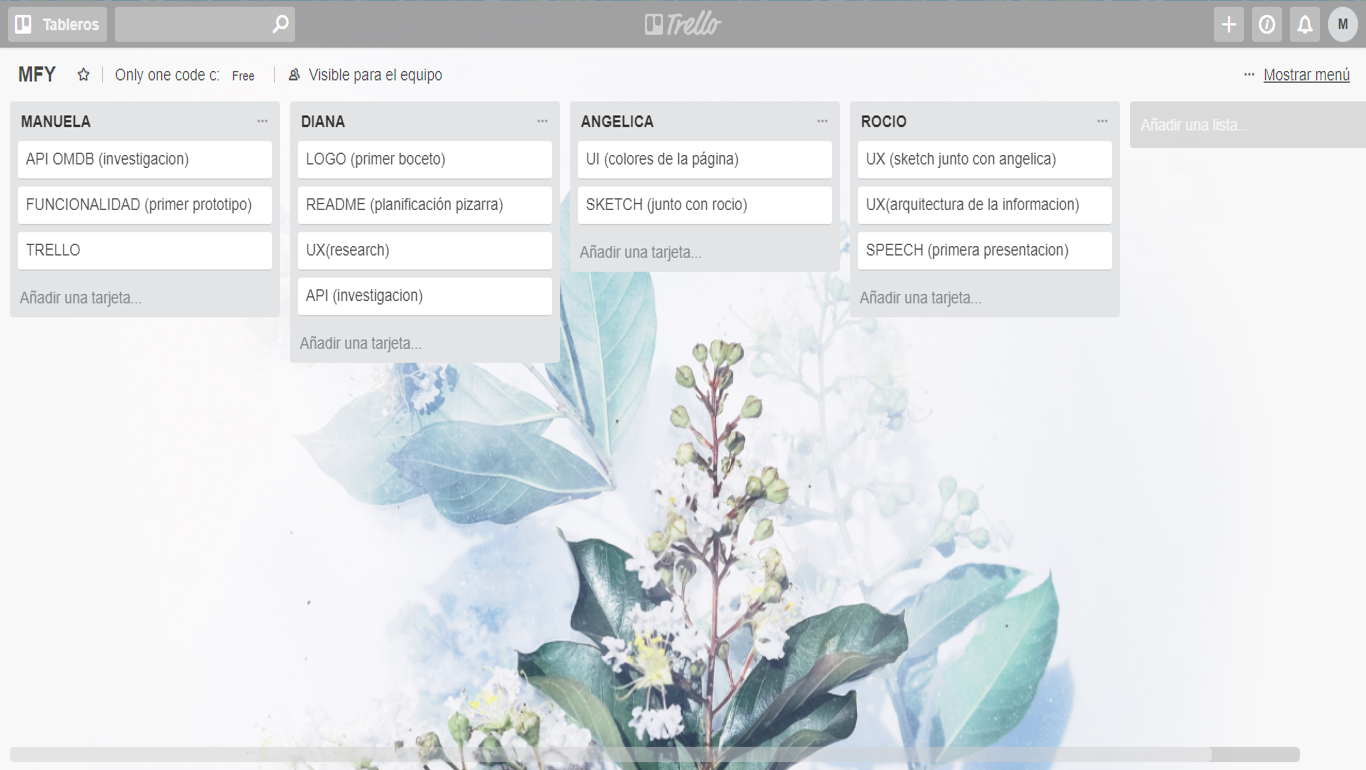 Tableros
Trello
M
MFY
Only one code c:
Free
Visible para el equipo
Mostrar menú
MANUELA
API OMDB (investigacion)
FUNCIONALIDAD (primer prototipo)
TRELLO
Añadir una tarjeta...
DIANA
LOGO (primer boceto)
README (planificación pizarra)
UX(research)
API (investigacion)
Añadir una tarjeta...
ANGELICA
UI (colores de la página)
SKETCH (junto con rocio)
Añadir una tarjeta...
ROCIO
UX (sketch junto con angelica)
UX(arquitectura de la informacion)
SPEECH (primera presentacion)
Añadir una tarjeta...
Añadir una lista...